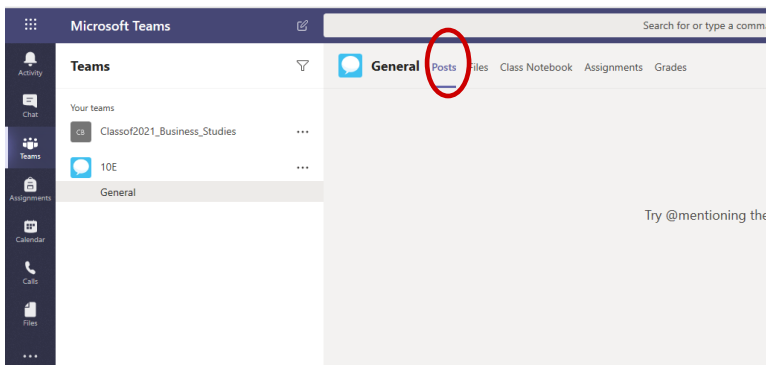 Microsoft Teams
Search for or type a comma
Activity
Chat
Teams
Assignments
Calendar
Calls
Files
Teams
Your teams
CB Classof2021_Business_Studies
10E
General
General Posts Files Class Notebook Assignments Grades
Try @mentioning the